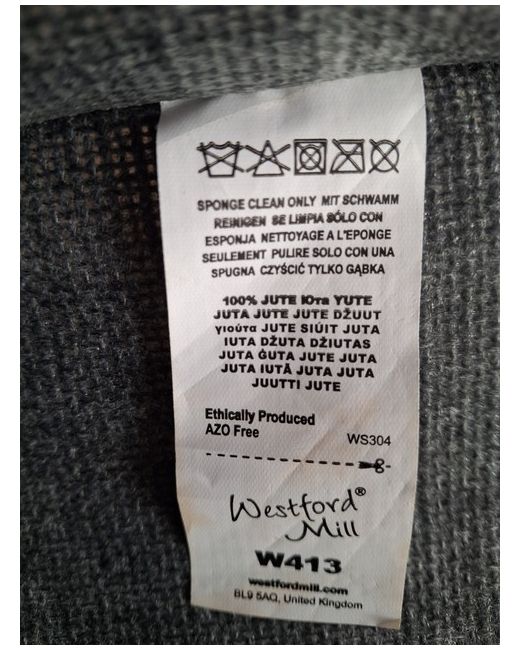 SPONGE CLEAN ONLY MIT SCHWAMM
REINIGEN SE LIMPIA SÓLO CON
ESPONJA NETTOYAGE A L'EPONGE
SEULEMENT PULIRE SOLO CON UNA
SPUGNA CZYŚCIĆ TYLKO GĄBKA
100% JUTE Юта YUTE
JUTA JUTE JUTE DŽUUT
γιούτα JUTE SIÚIT JUTA
IUTA DŽUTA DŽIUTAS
JUTA ĠUTA JUTE JUTA
JUTA IUTĂ JUTA JUTA
JUUTTI JUTE
Ethically Produced
AZO Free
WS304
Westford®
Mill
W413
westfordmill.com
BL9 5AQ, United Kingdom